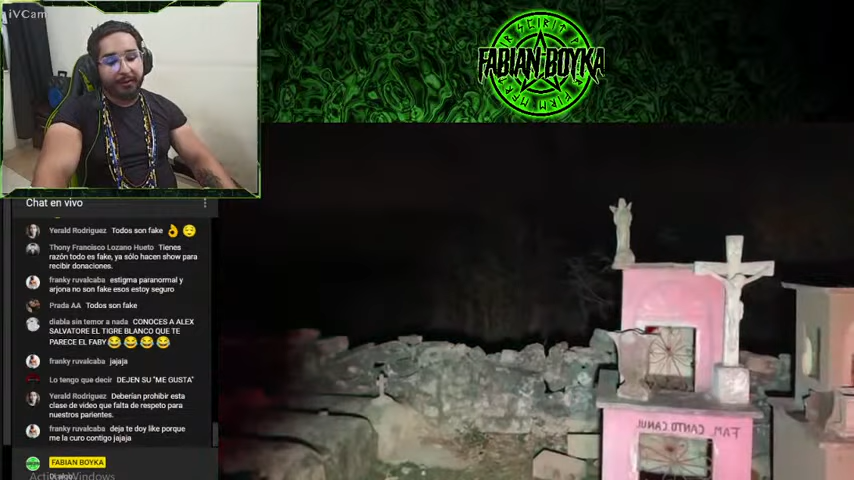 iVCam
FABIAN BOYKA
Chat en vivo
Yerald Rodriguez Todos son fake 👌 😌
Thony Francisco Lozano Hueto Tienes
razón todo es fake, ya sólo hacen show para
recibir donaciones.
franky ruvalcaba estigma paranormal y
arjona no son fake esos estoy seguro
Prada AA Todos son fake
diabla sin temor a nada CONOCES A ALEX
SALVATORE EL TIGRE BLANCO QUE TE
PARECE EL FABY 😂 😂 😂 😂
franky ruvalcaba jajaja
Lo tengo que decir DEJEN SU "ME GUSTA"
Yerald Rodriguez Deberían prohibir esta
clase de video que falta de respeto para
nuestros parientes.
franky ruvalcaba deja te doy like porque
me la curo contigo jajaja
FABIAN BOYKA
FAM. CANTO CANUL